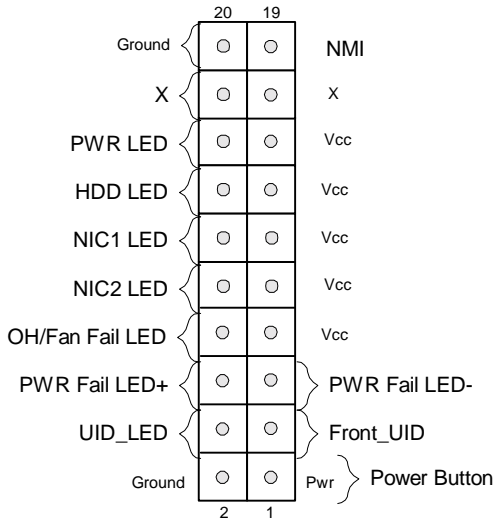 20 19
Ground NMI
X X
PWR LED Vcc
HDD LED Vcc
NIC1 LED Vcc
NIC2 LED Vcc
OH/Fan Fail LED Vcc
PWR Fail LED+ PWR Fail LED-
UID_LED Front_UID
Ground Pwr Power Button
2 1